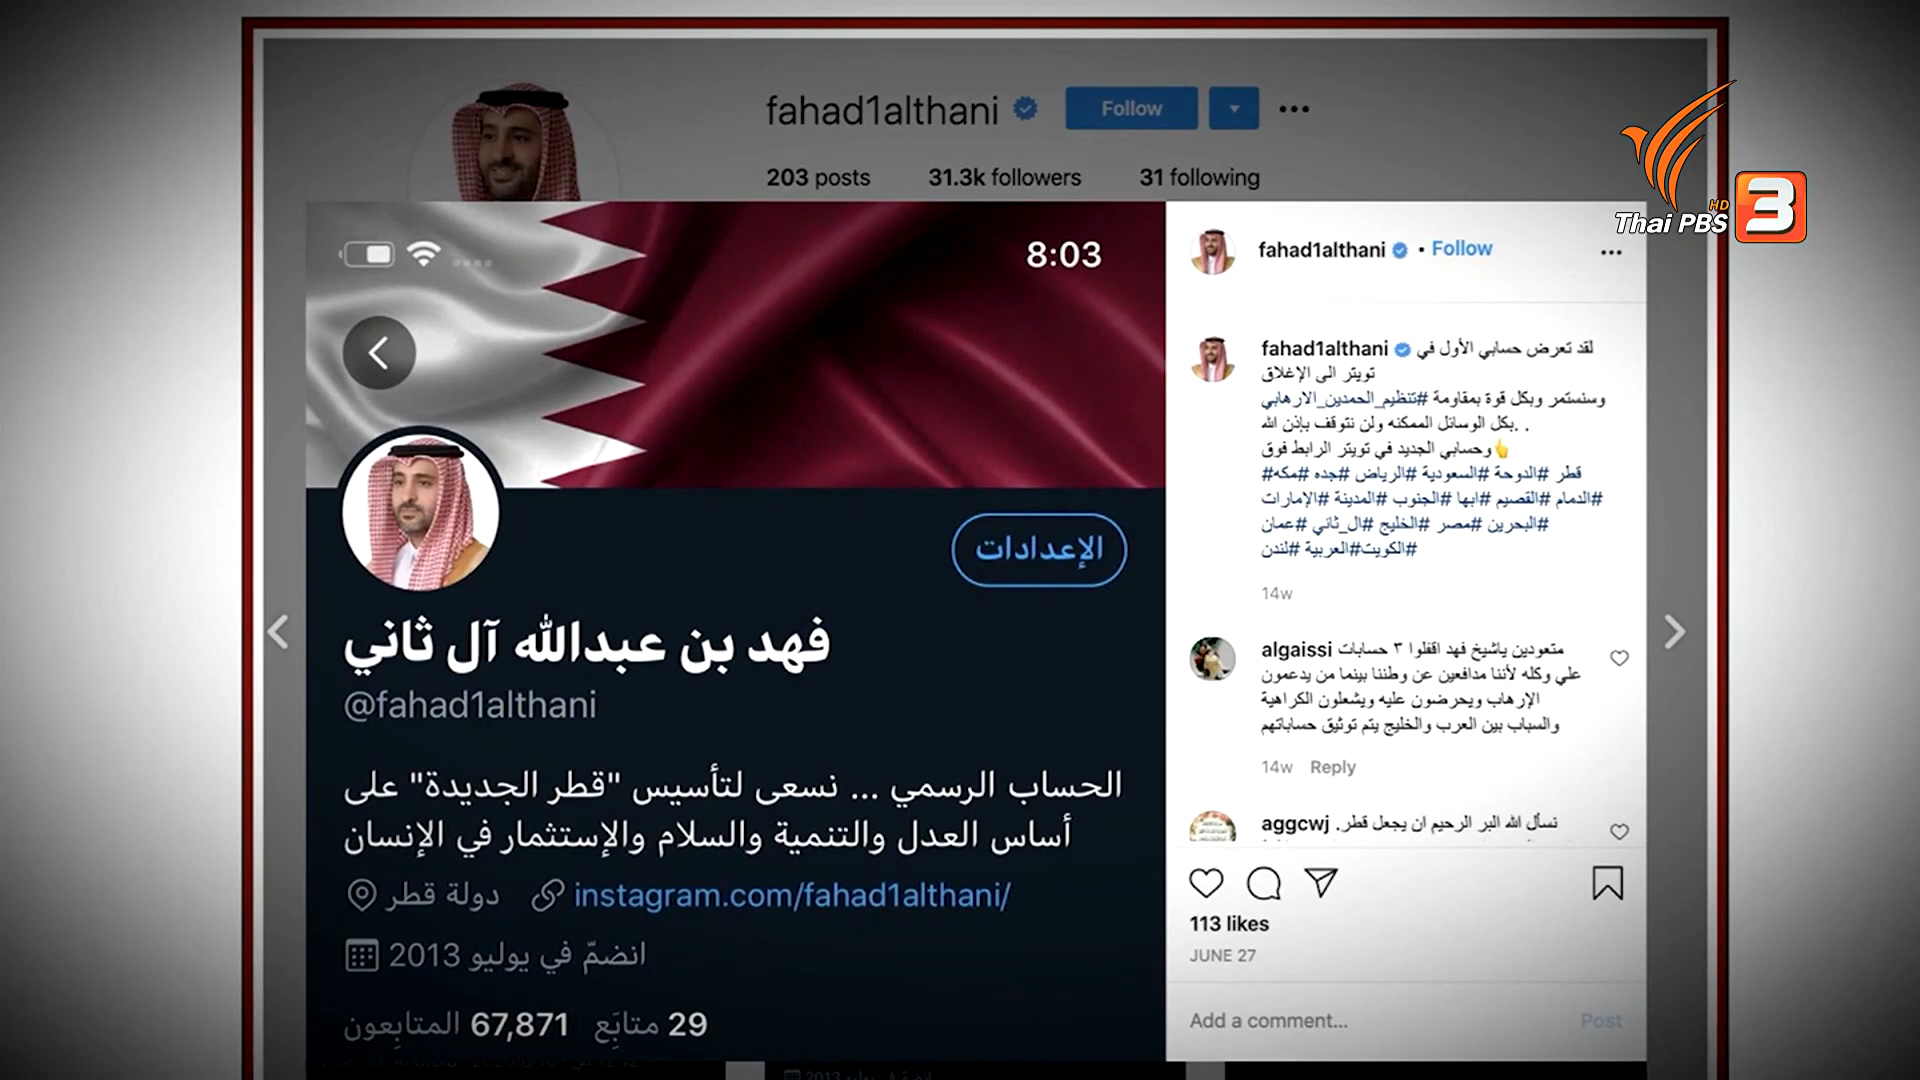 fahad1althani Follow
203 posts 31.3k followers 31 following
HD
Thai PBS 3
8:03
الإعدادات
فهد بن عبدالله آل ثاني
@fahad1althani
الحساب الرسمي ... نسعى لتأسيس "قطر الجديدة" على
أساس العدل والتنمية والسلام والإستثمار في الإنسان
دولة قطر instagram.com/fahad1althani/
انضمّ في يوليو 2013
29 متابَع 67,871 المتابِعون
fahad1althani • Follow
fahad1althani لقد تعرض حسابي الأول في
تويتر الى الإغلاق
وسنستمر وبكل قوة بمقاومة #تنظيم_الحمدين_الارهابي
بكل الوسائل الممكنه ولن نتوقف بإذن الله. .
وحسابي الجديد في تويتر الرابط فوق👆
#قطر #الدوحة #السعودية #الرياض #جده #مكه
#الدمام #القصيم #ابها #الجنوب #المدينة #الإمارات
#البحرين #مصر #الخليج #ال_ثاني #عمان
#الكويت#العربية #لندن
14w
algaissi متعودين ياشيخ فهد اقفلوا ٣ حسابات
علي وكله لأننا مدافعين عن وطننا بينما من يدعمون
الإرهاب ويحرضون عليه ويشعلون الكراهية
والسباب بين العرب والخليج يتم توثيق حساباتهم
14w Reply
aggcwj نسأل الله البر الرحيم ان يجعل قطر.
113 likes
JUNE 27
Add a comment... Post